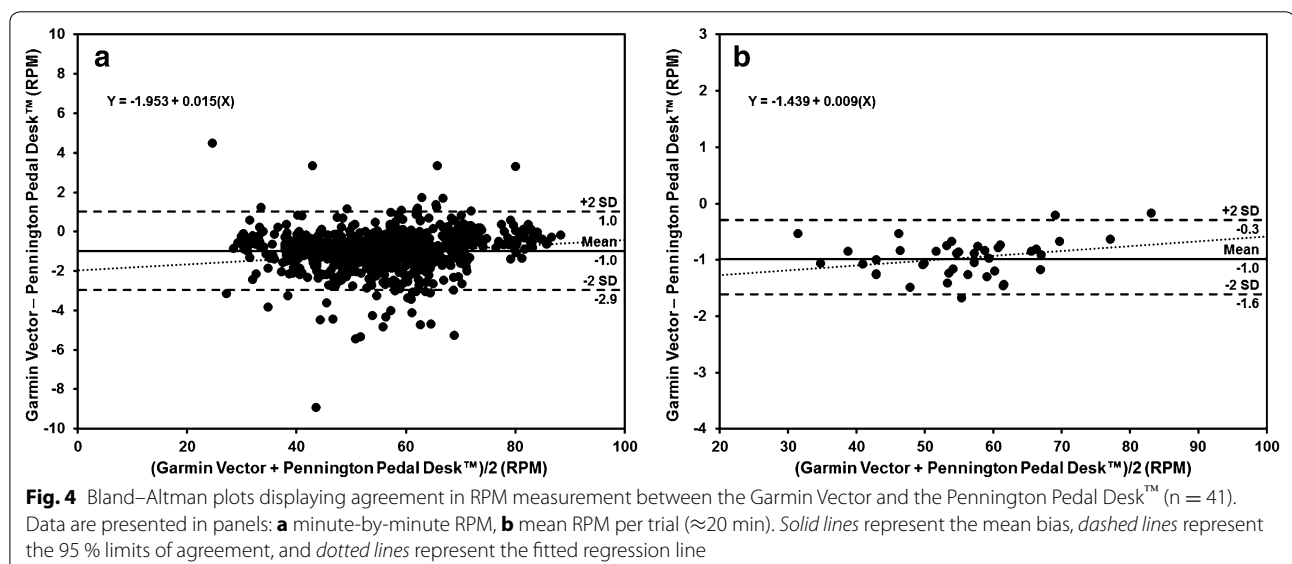 a
Y = -1.953 + 0.015(X)
Garmin Vector – Pennington Pedal Desk™ (RPM)
10
8
6
4
2
0
-2
-4
-6
-8
-10
+2 SD
1.0
Mean
-1.0
-2 SD
-2.9
0 20 40 60 80 100
(Garmin Vector + Pennington Pedal Desk™)/2 (RPM)
b
Y = -1.439 + 0.009(X)
Garmin Vector – Pennington Pedal Desk™ (RPM)
3
2
1
0
-1
-2
-3
-4
+2 SD
-0.3
Mean
-1.0
-2 SD
-1.6
20 30 40 50 60 70 80 90 100
(Garmin Vector + Pennington Pedal Desk™)/2 (RPM)
Fig. 4 Bland–Altman plots displaying agreement in RPM measurement between the Garmin Vector and the Pennington Pedal Desk™ (n = 41).
Data are presented in panels: a minute-by-minute RPM, b mean RPM per trial (≈20 min). Solid lines represent the mean bias, dashed lines represent
the 95 % limits of agreement, and dotted lines represent the fitted regression line